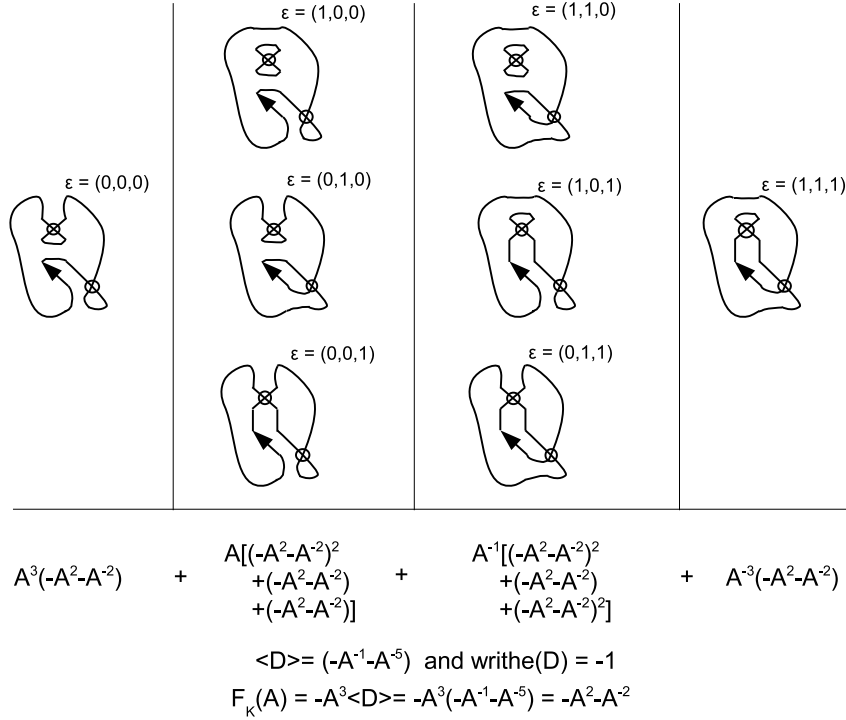 ε = (1,0,0)
ε = (1,1,0)
ε = (0,0,0)
ε = (0,1,0)
ε = (1,0,1)
ε = (1,1,1)
ε = (0,0,1)
ε = (0,1,1)
A³(-A²-A⁻²) + A[(-A²-A⁻²)² + A⁻¹[(-A²-A⁻²)² + A⁻³(-A²-A⁻²)
+(-A²-A⁻²) +(-A²-A⁻²)
+(-A²-A⁻²)] +(-A²-A⁻²)²]
<D>= (-A⁻¹-A⁻⁵) and writhe(D) = -1
F_K(A) = -A³<D>= -A³(-A⁻¹-A⁻⁵) = -A²-A⁻²